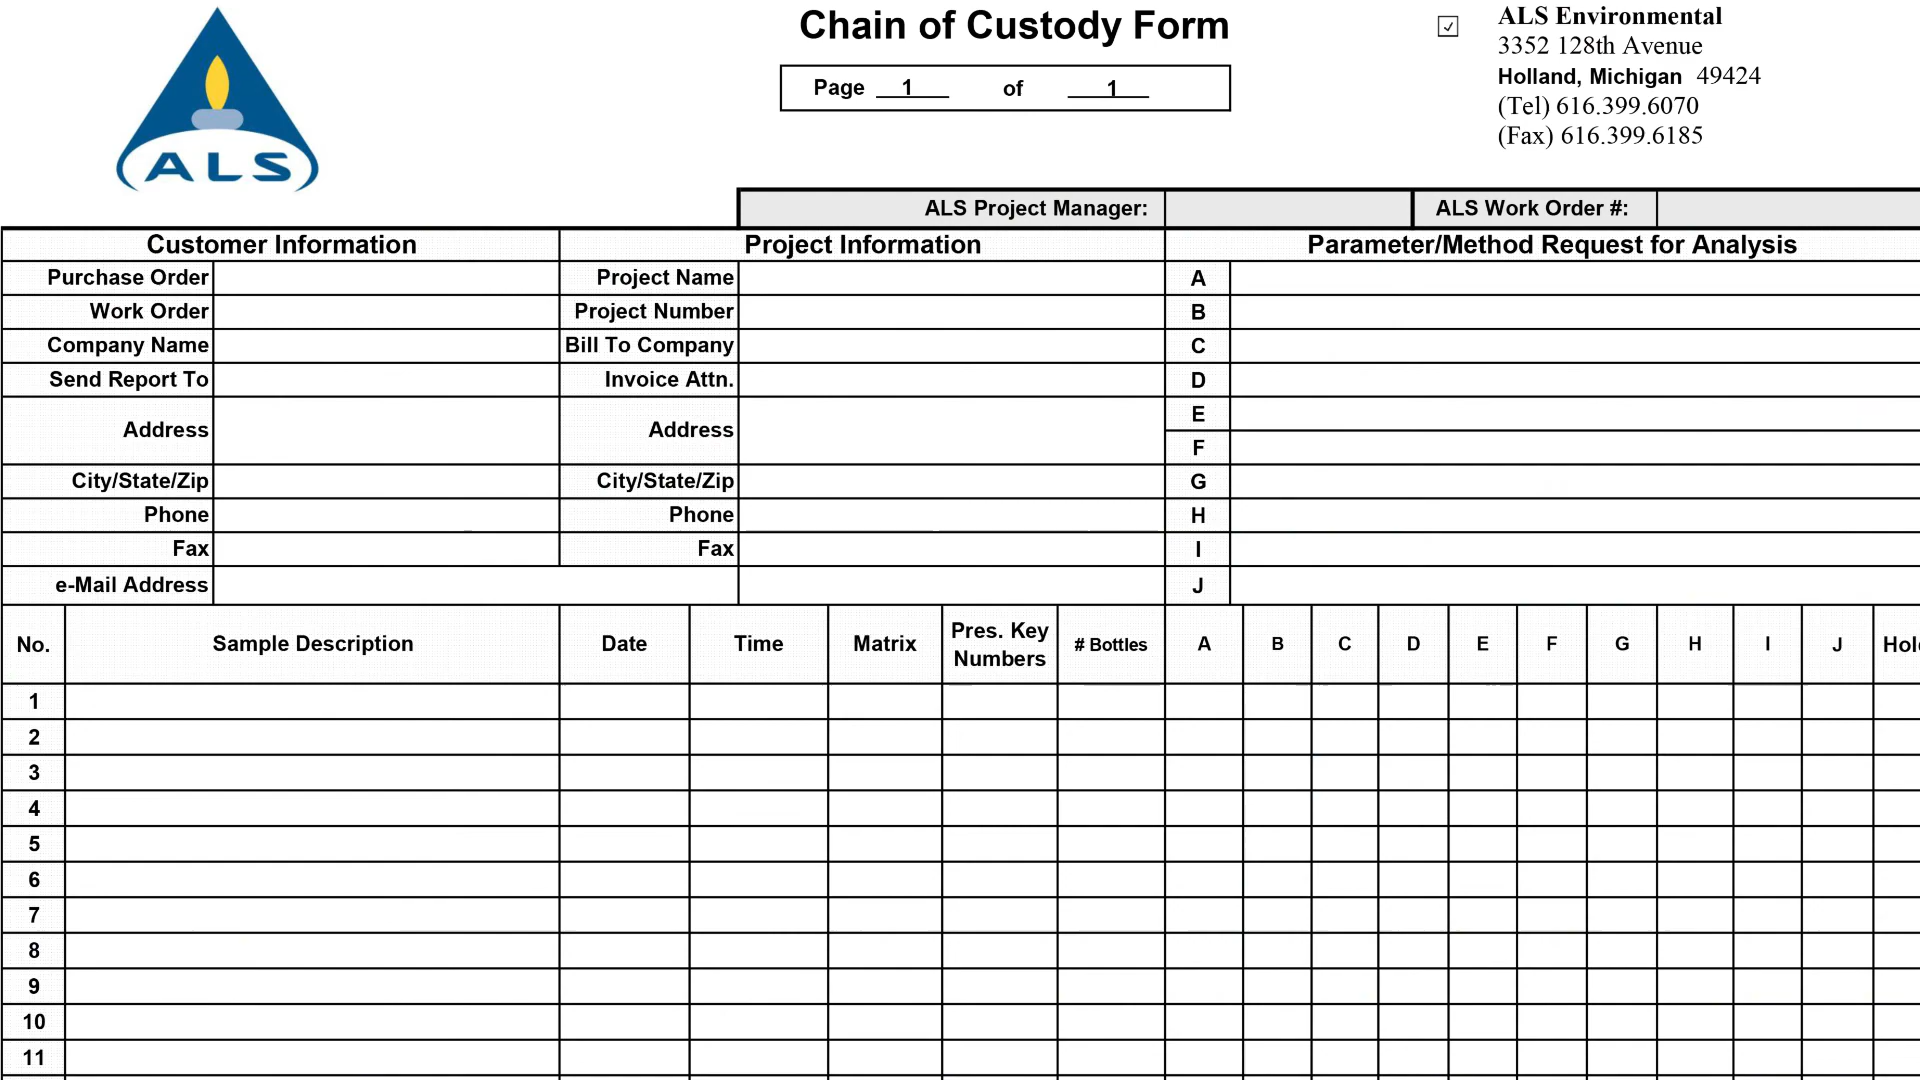 ALS
Chain of Custody Form
Page 1 of 1
ALS Environmental
3352 128th Avenue
Holland, Michigan 49424
(Tel) 616.399.6070
(Fax) 616.399.6185
ALS Project Manager: ALS Work Order #:
Customer Information Project Information Parameter/Method Request for Analysis
Purchase Order Project Name A
Work Order Project Number B
Company Name Bill To Company C
Send Report To Invoice Attn. D
Address Address E
F
City/State/Zip City/State/Zip G
Phone Phone H
Fax Fax I
e-Mail Address J
No. Sample Description Date Time Matrix Pres. Key Numbers # Bottles A B C D E F G H I J
1
2
3
4
5
6
7
8
9
10
11